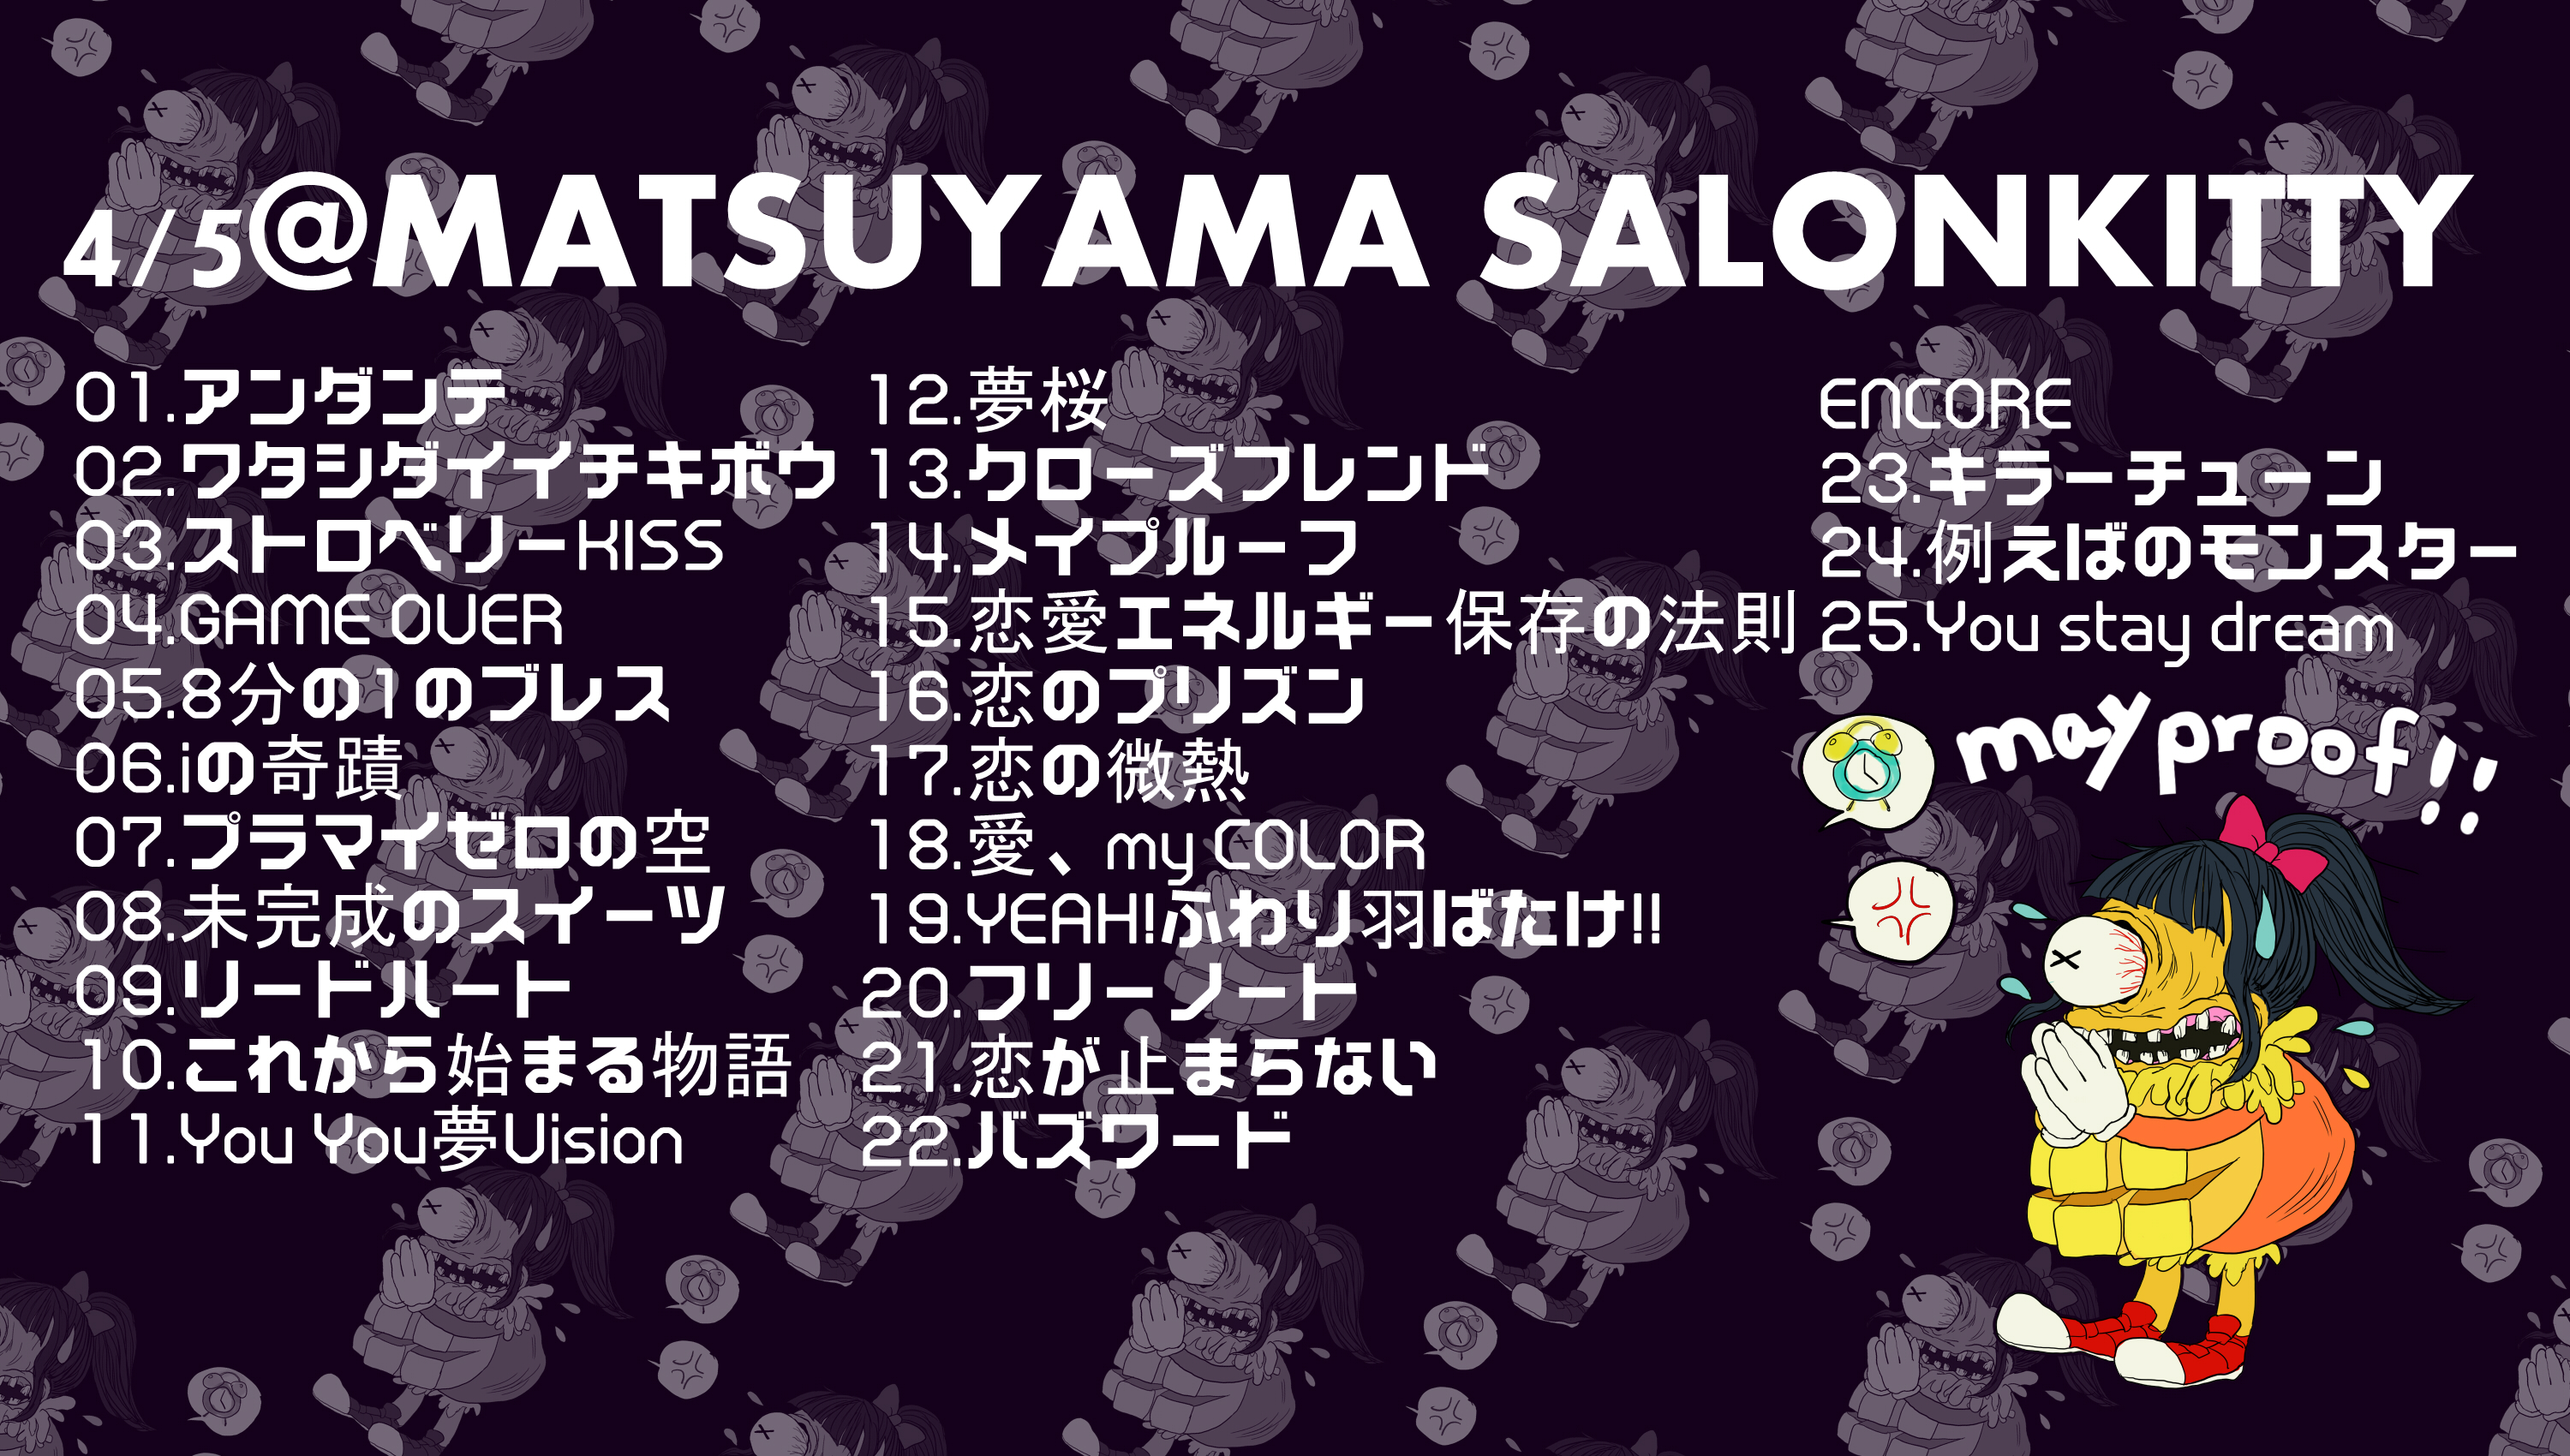 4/5@MATSUYAMA SALONKITTY
01.アンダンテ
02.ワタシダイイチキボウ
03.ストロベリーKISS
04.GAME OVER
05.8分の1のブレス
06.iの奇蹟
07.プラマイゼロの空
08.未完成のスイーツ
09.リードハート
10.これから始まる物語
11.You You夢Vision
12.夢桜
13.クローズフレンド
14.メイプルーフ
15.恋愛エネルギー保存の法則
16.恋のプリズン
17.恋の微熱
18.愛、my COLOR
19.YEAH!ふわり羽ばたけ!!
20.フリーノート
21.恋が止まらない
22.バズワード
ENCORE
23.キラーチューン
24.例えばのモンスター
25.You stay dream
mayproof!!